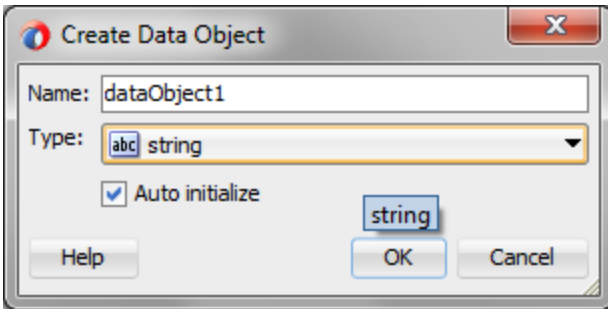 Create Data Object
Name: dataObject1
Type: abc string
Auto initialize
string
Help OK Cancel